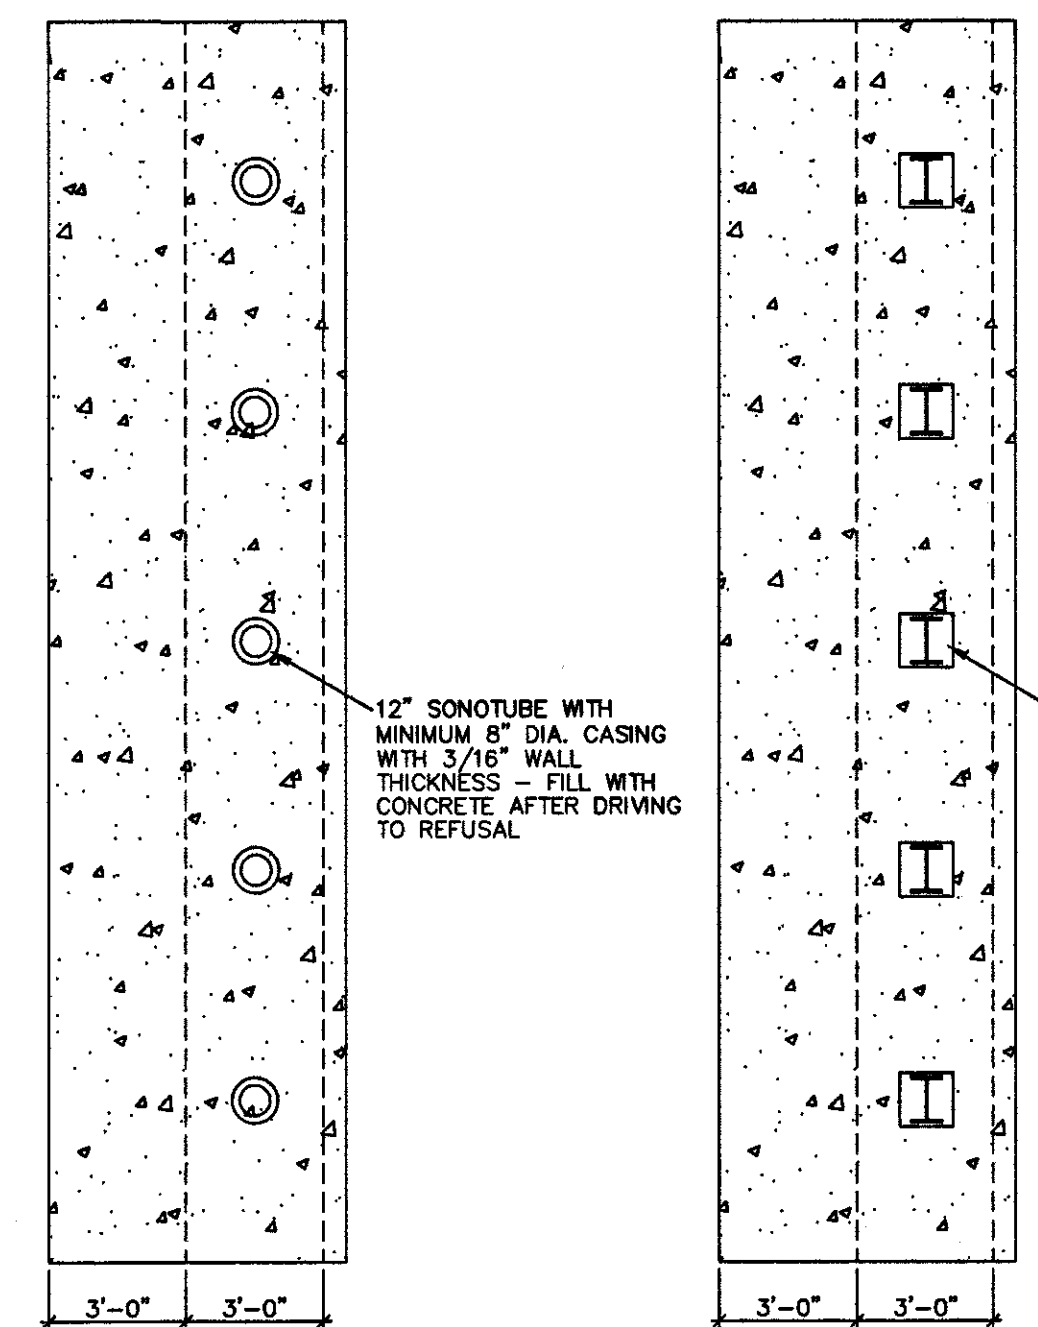 12" SONOTUBE WITH
MINIMUM 8" DIA. CASING
WITH 3/16" WALL
THICKNESS – FILL WITH
CONCRETE AFTER DRIVING
TO REFUSAL
3'-0" 3'-0" 3'-0" 3'-0"